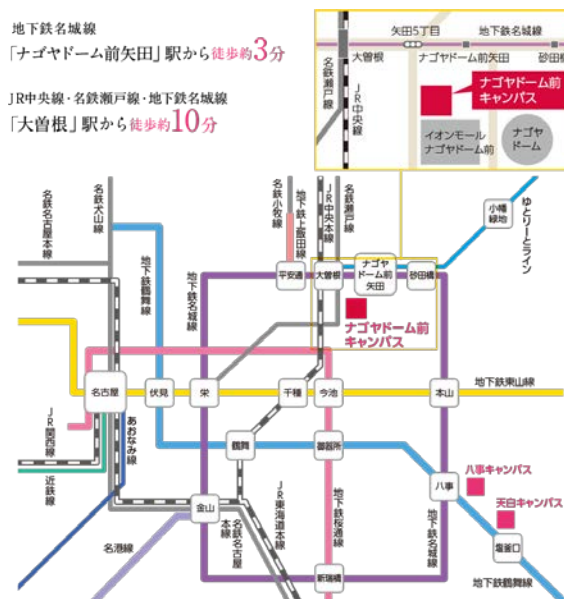 地下鉄名城線
「ナゴヤドーム前矢田」駅から徒歩約3分
JR中央線・名鉄瀬戸線・地下鉄名城線
「大曽根」駅から徒歩約10分
矢田5丁目
地下鉄名城線
大曽根
ナゴヤドーム前矢田
砂田橋
名鉄瀬戸線
JR中央線
ナゴヤドーム前
キャンパス
イオンモール
ナゴヤドーム前
ナゴヤ
ドーム
名鉄名古屋本線
名鉄犬山線
地下鉄鶴舞線
地下鉄名城線
名鉄小牧線
地下鉄上飯田線
JR中央本線
名鉄瀬戸線
小幡
緑地
ゆとりーとライン
平安通
大曽根
ナゴヤ
ドーム前
矢田
砂田橋
ナゴヤドーム前
キャンパス
地下鉄東山線
名古屋
伏見
栄
千種
今池
本山
JR関西線
あおなみ線
近鉄線
鶴舞
御器所
八事
八事キャンパス
天白キャンパス
金山
名港線
名鉄名古屋
本線
JR東海道本線
地下鉄桜通線
地下鉄名城線
塩釜口
新瑞橋
地下鉄鶴舞線